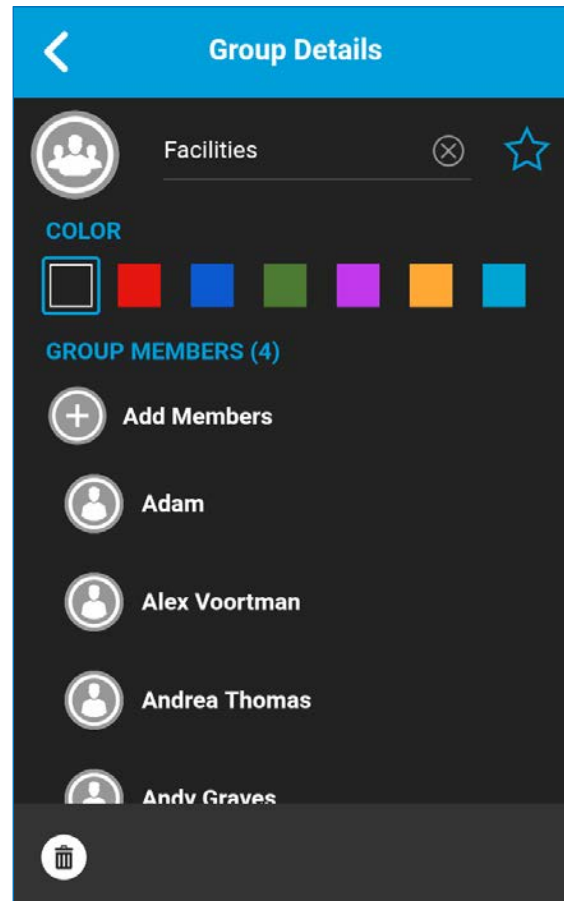 Group Details
Facilities
COLOR
GROUP MEMBERS (4)
Add Members
Adam
Alex Voortman
Andrea Thomas
Andy Graves